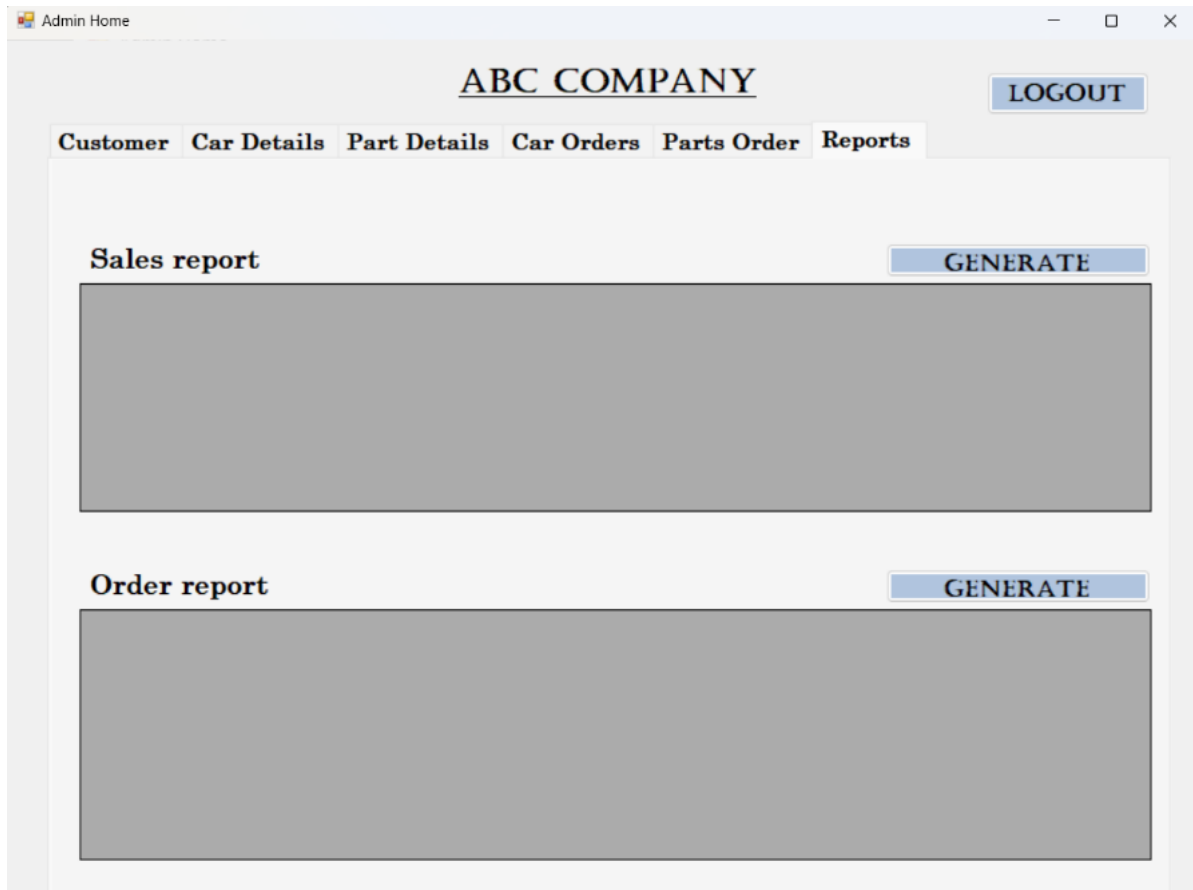 Admin Home
ABC COMPANY
LOGOUT
Customer Car Details Part Details Car Orders Parts Order Reports
Sales report
GENERATE
Order report
GENERATE